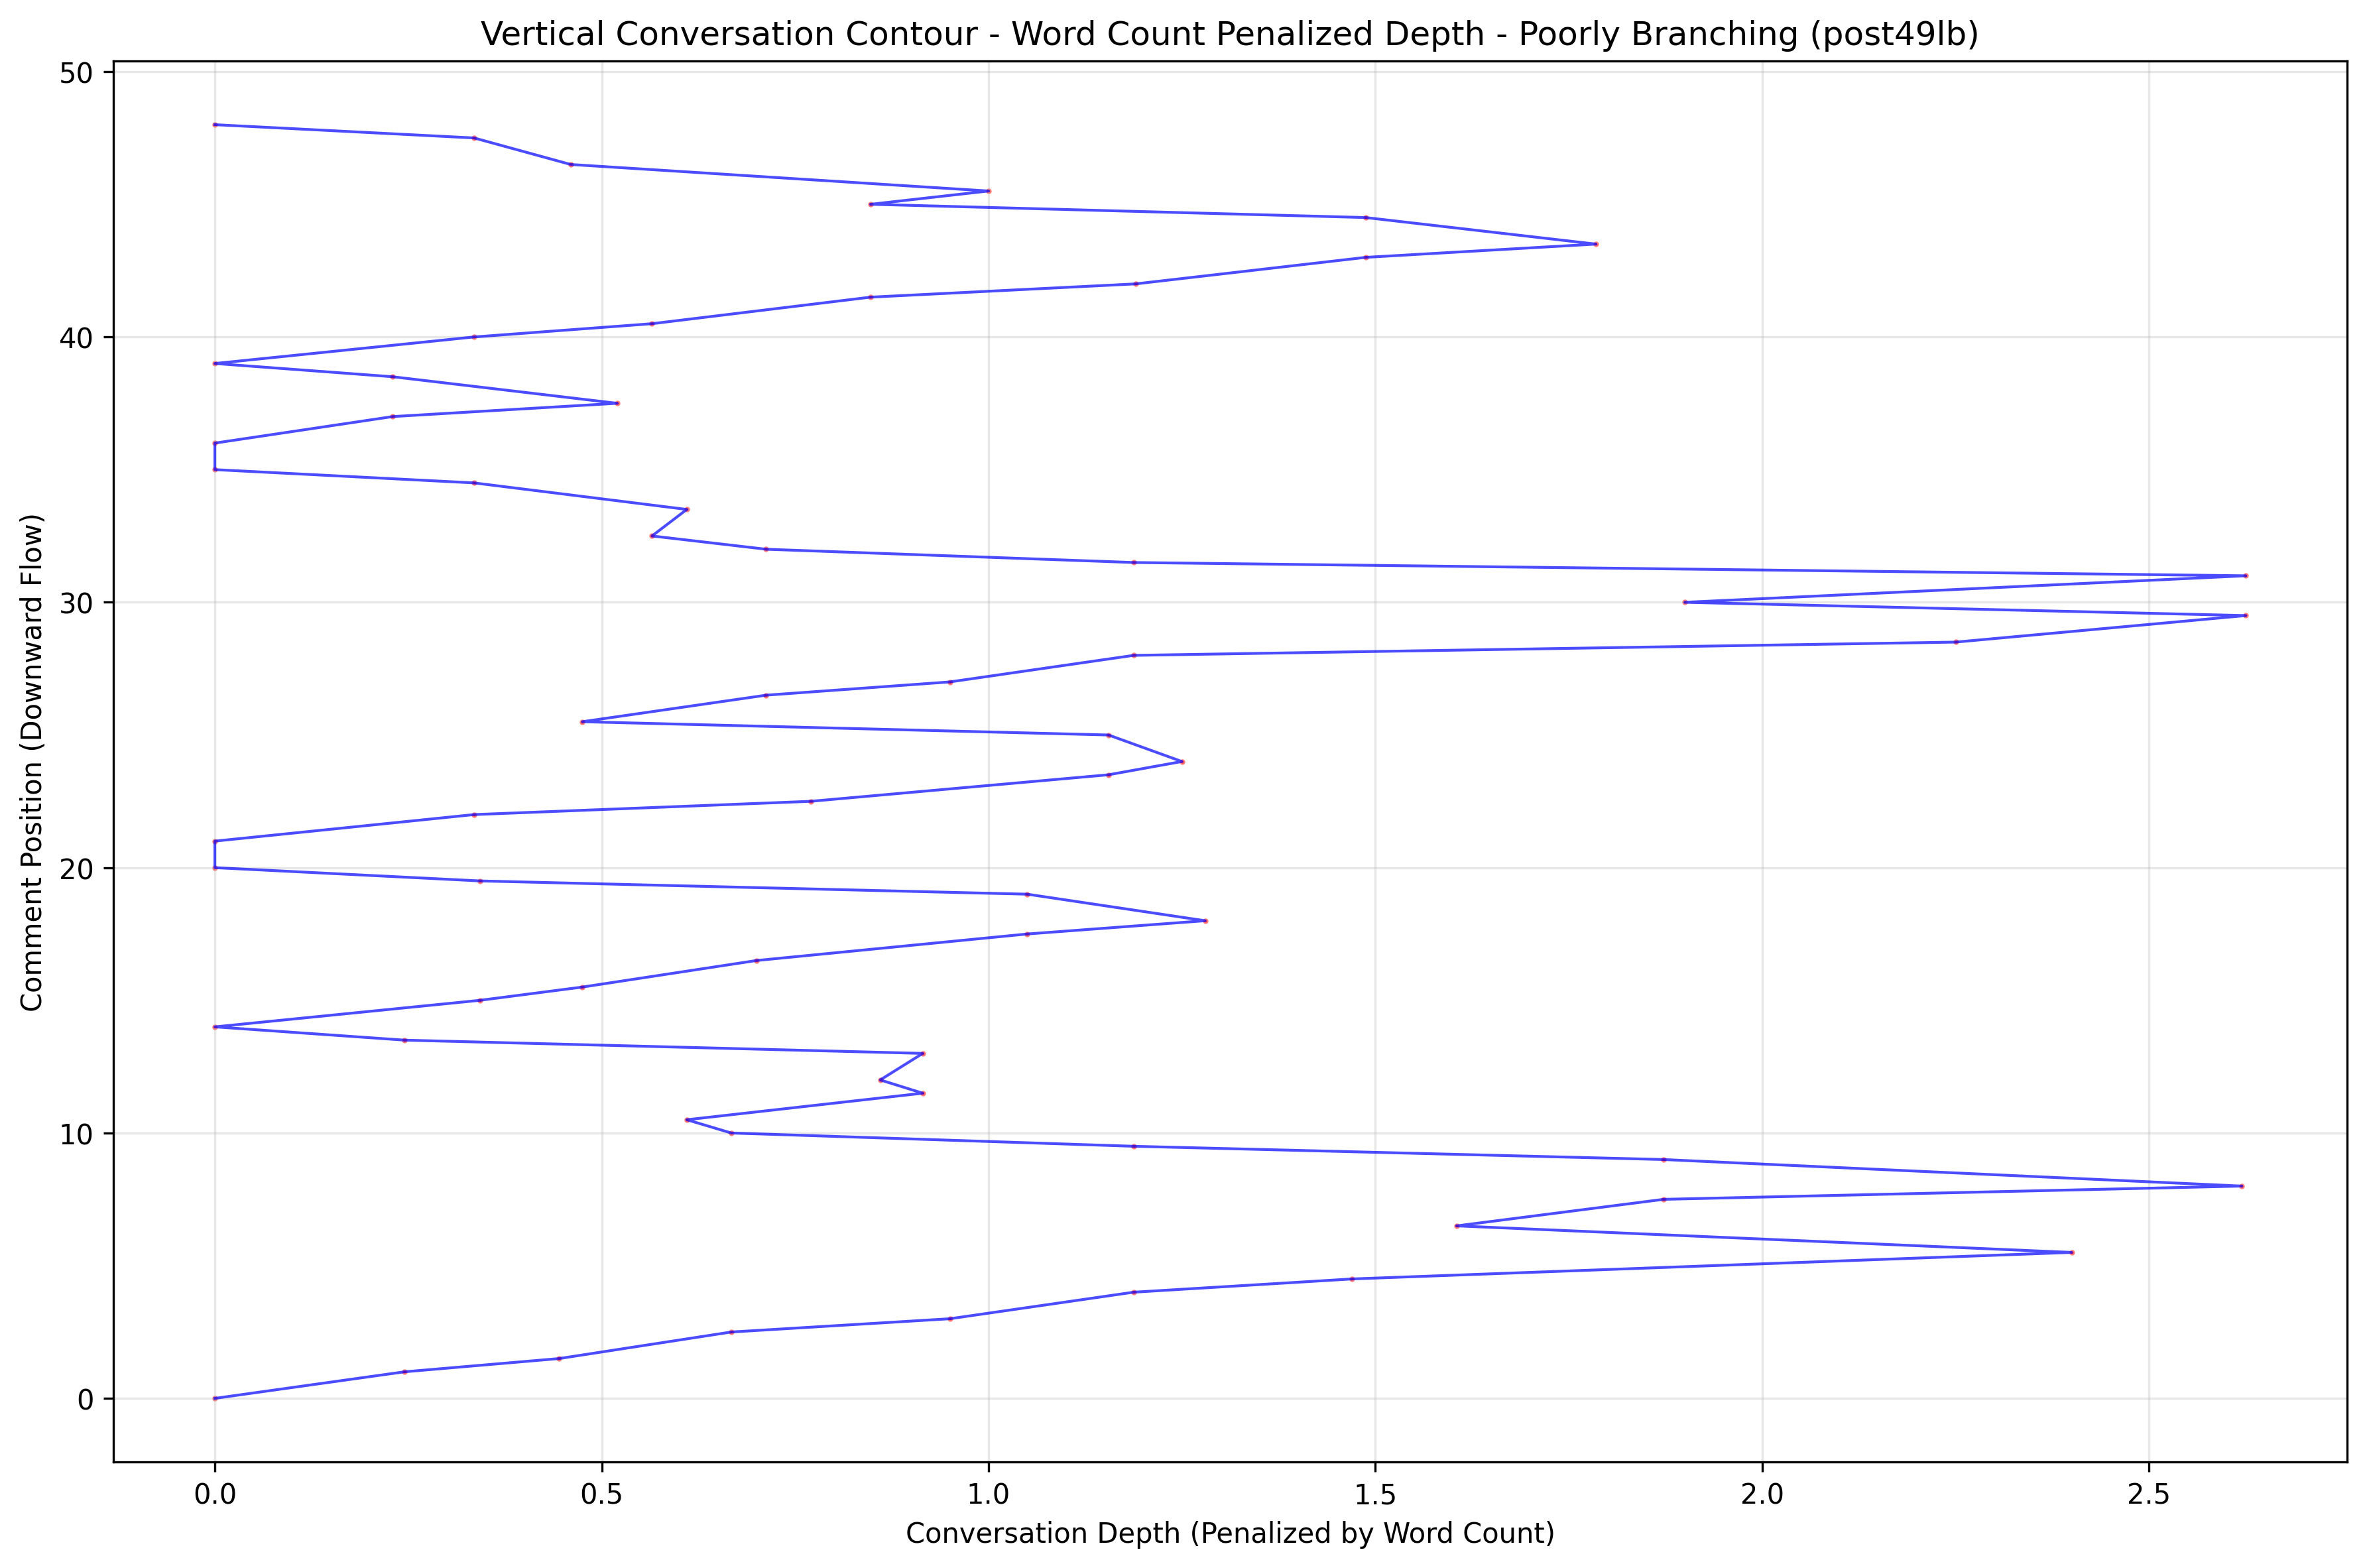 Vertical Conversation Contour - Word Count Penalized Depth - Poorly Branching (post49lb)
50
40
30
20
10
0
Comment Position (Downward Flow)
0.0 0.5 1.0 1.5 2.0 2.5
Conversation Depth (Penalized by Word Count)